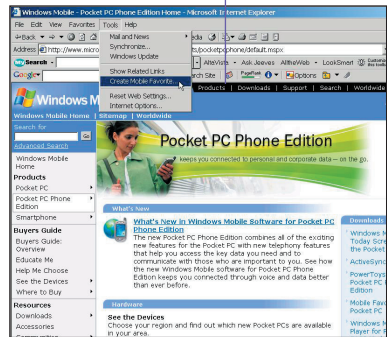 Windows Mobile - Pocket PC Phone Edition Home - Microsoft Internet Explorer
File Edit View Favorites Tools Help
Back
Address http://www.micro
ts/pocketpcphone/default.mspx
Mail and News
Synchronize...
Windows Update
Show Related Links
Create Mobile Favorite...
Reset Web Settings...
Internet Options...
My Search
AltaVista Ask Jeeves AlltheWeb LookSmart
Google
rch Site PageRank Options
Products | Downloads | Support | Search | Worldwide
Windows M
Windows Mobile Home | Sitemap | Worldwide
Search for
Go
Advanced Search
Windows Mobile Home
Products
Pocket PC
Pocket PC Phone Edition
Smartphone
Buyers Guide
Buyers Guide: Overview
Educate Me
Help Me Choose
See the Devices
Where to Buy
Resources
Downloads
Accessories
Pocket PC Phone Edition
keeps you connected to personal and corporate data— on the go.
What's New
What's New in Windows Mobile Software for Pocket PC
Phone Edition
The new Pocket PC Phone Edition combines all of the exciting
new features for the Pocket PC with new telephony features
that help you access the key data you need and to
communicate with those who are important to you. See how
the new Windows Mobile software for Pocket PC Phone
Edition keeps you connected through voice and data better
than ever before.
Hardware
See the Devices
Choose your region and find out which new Pocket PCs are available
in your area.
Downloads
Windows M
Today Scre
the Pocket
ActiveSync
PowerToys
Pocket PC
Edition
Mobile Favo
Pocket PC
Windows M
Player for F